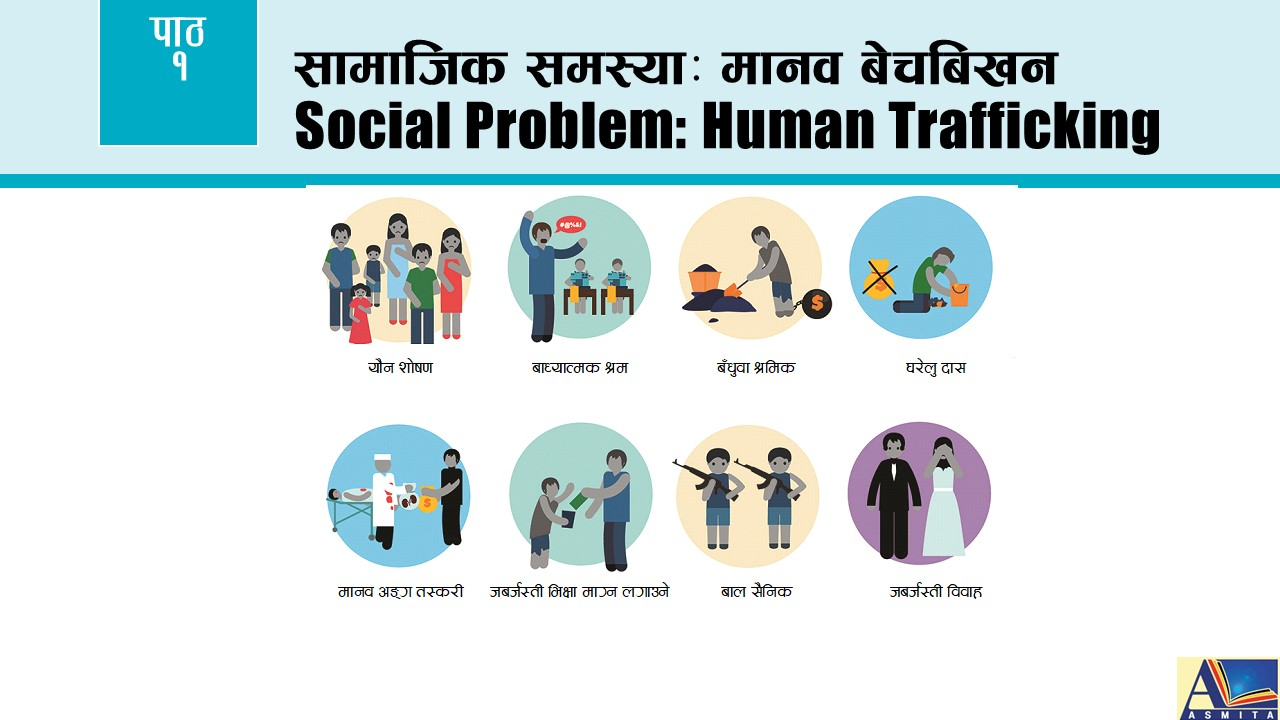 पाठ
१
सामाजिक समस्याः मानव बेचबिखन
Social Problem: Human Trafficking
#@%&!
यौन शोषण
बाध्यात्मक श्रम
बँधुवा श्रमिक
घरेलु दास
$
$
$
मानव अङ्ग तस्करी
जबर्जस्ती भिक्षा माग्न लगाउने
बाल सैनिक
जबर्जस्ती विवाह
ASMITA